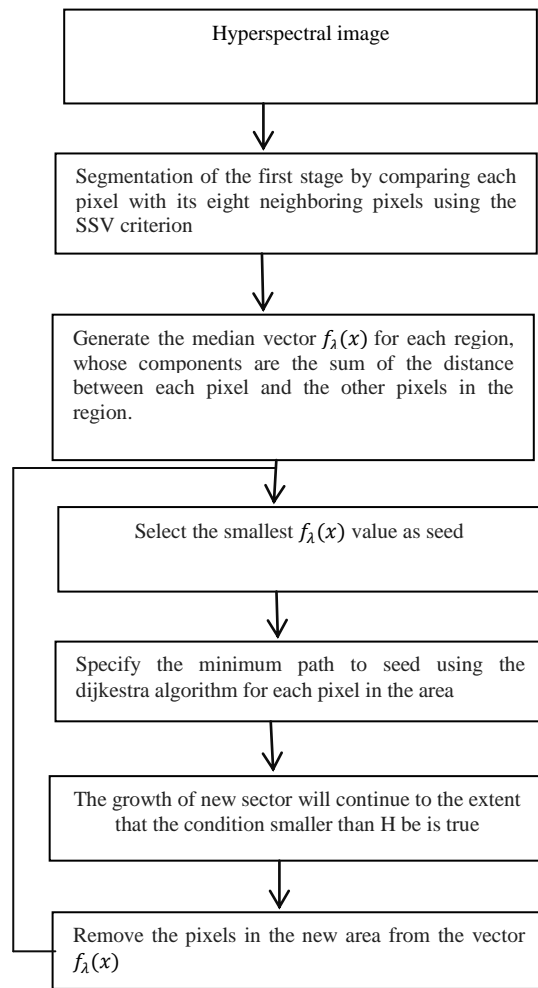 Hyperspectral image
Segmentation of the first stage by comparing each
pixel with its eight neighboring pixels using the
SSV criterion
Generate the median vector f_λ(x) for each region,
whose components are the sum of the distance
between each pixel and the other pixels in the
region.
Select the smallest f_λ(x) value as seed
Specify the minimum path to seed using the
dijkestra algorithm for each pixel in the area
The growth of new sector will continue to the extent
that the condition smaller than H be is true
Remove the pixels in the new area from the vector
f_λ(x)